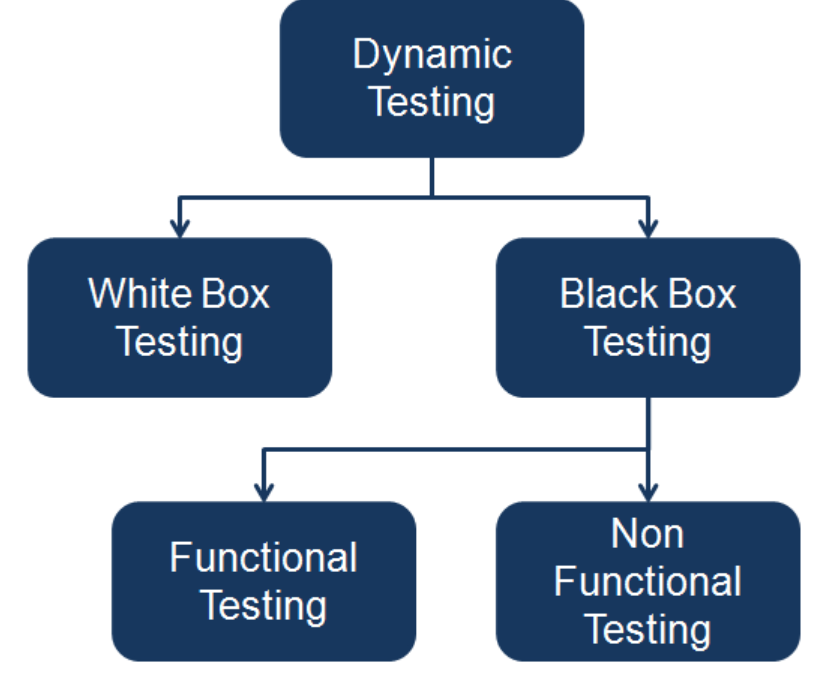 Dynamic
Testing
White Box
Testing
Black Box
Testing
Functional
Testing
Non
Functional
Testing